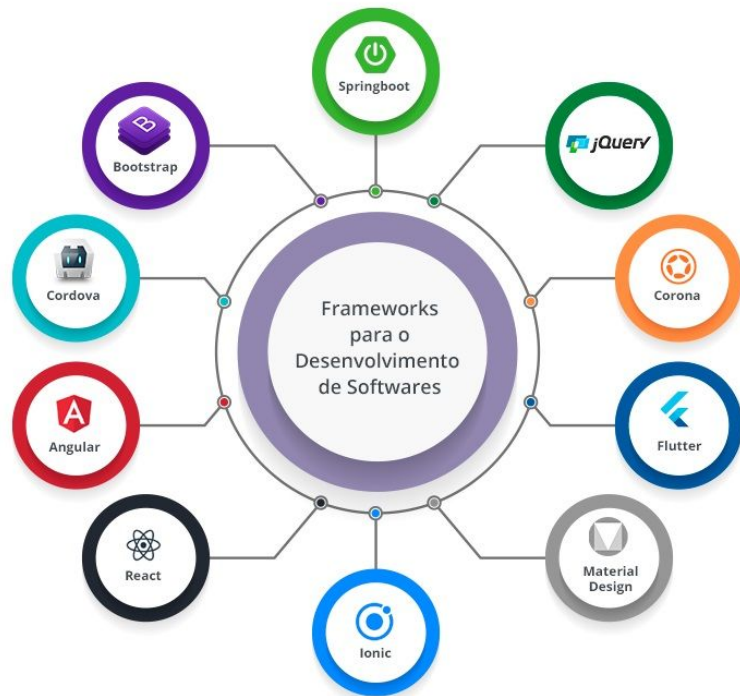 Springboot
B
Bootstrap
jQuery
Cordova
Corona
Frameworks
para o
Desenvolvimento
de Softwares
A
Angular
Flutter
React
Material
Design
Ionic